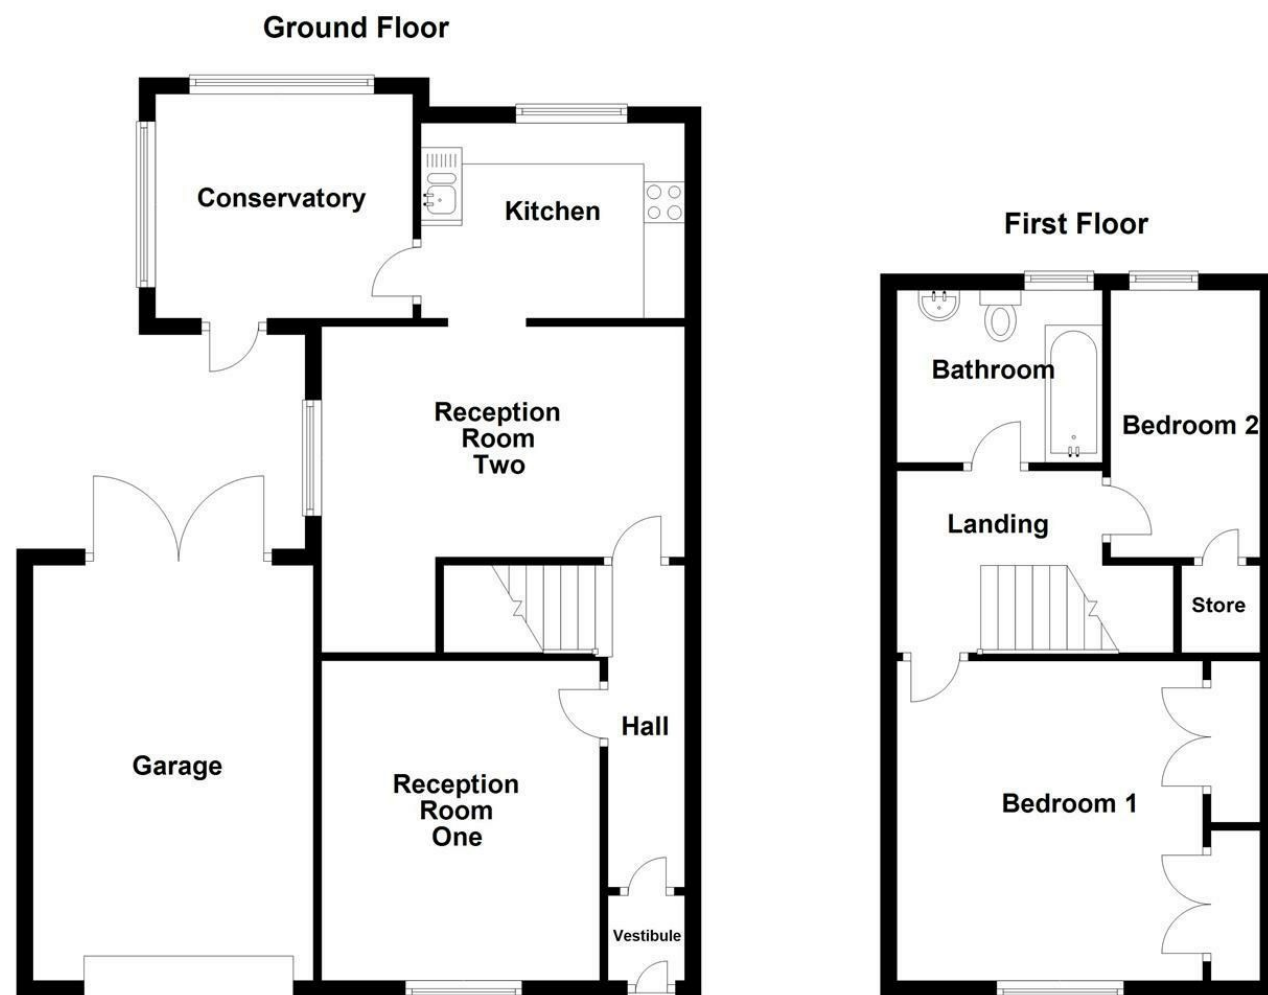 Ground Floor
Conservatory
Kitchen
Reception
Room
Two
Garage
Reception
Room
One
Hall
Vestibule
First Floor
Bathroom
Bedroom 2
Landing
Store
Bedroom 1